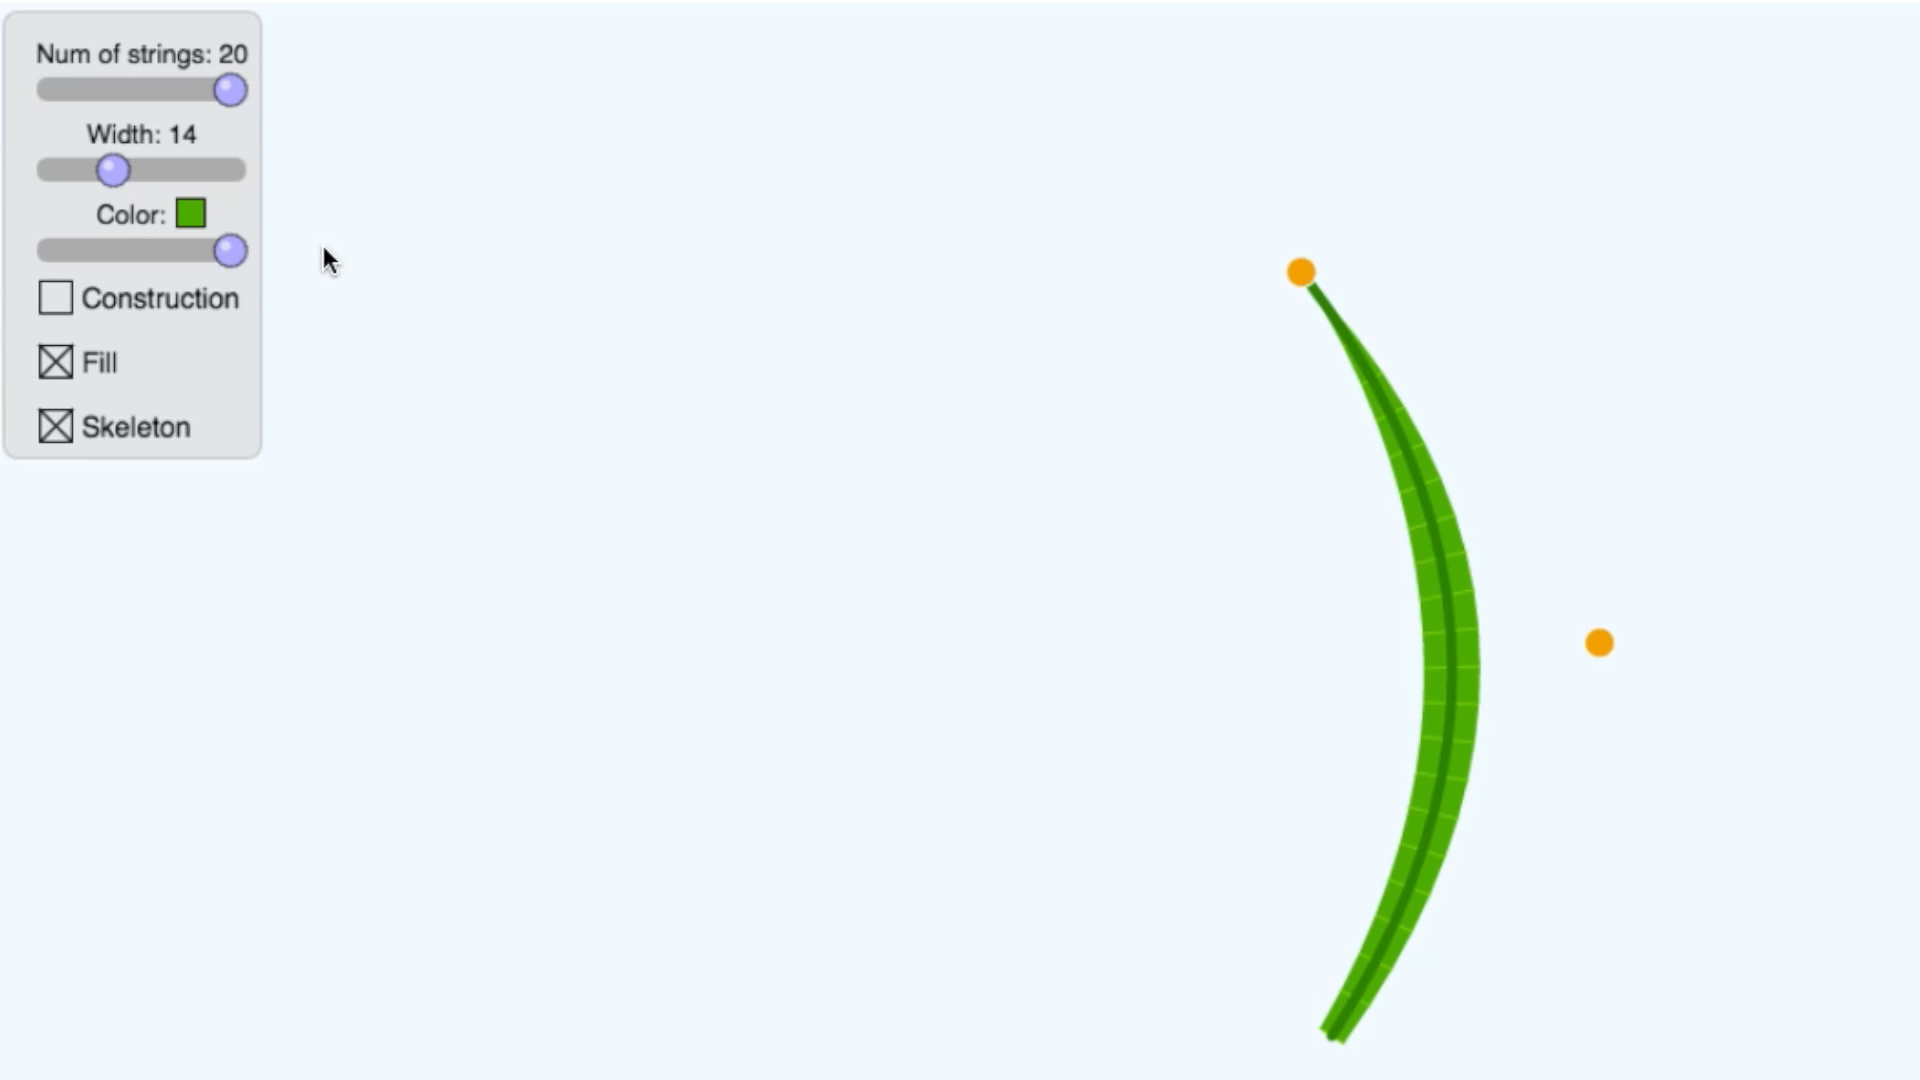 Num of strings: 20
Width: 14
Color:
Construction
Fill
Skeleton